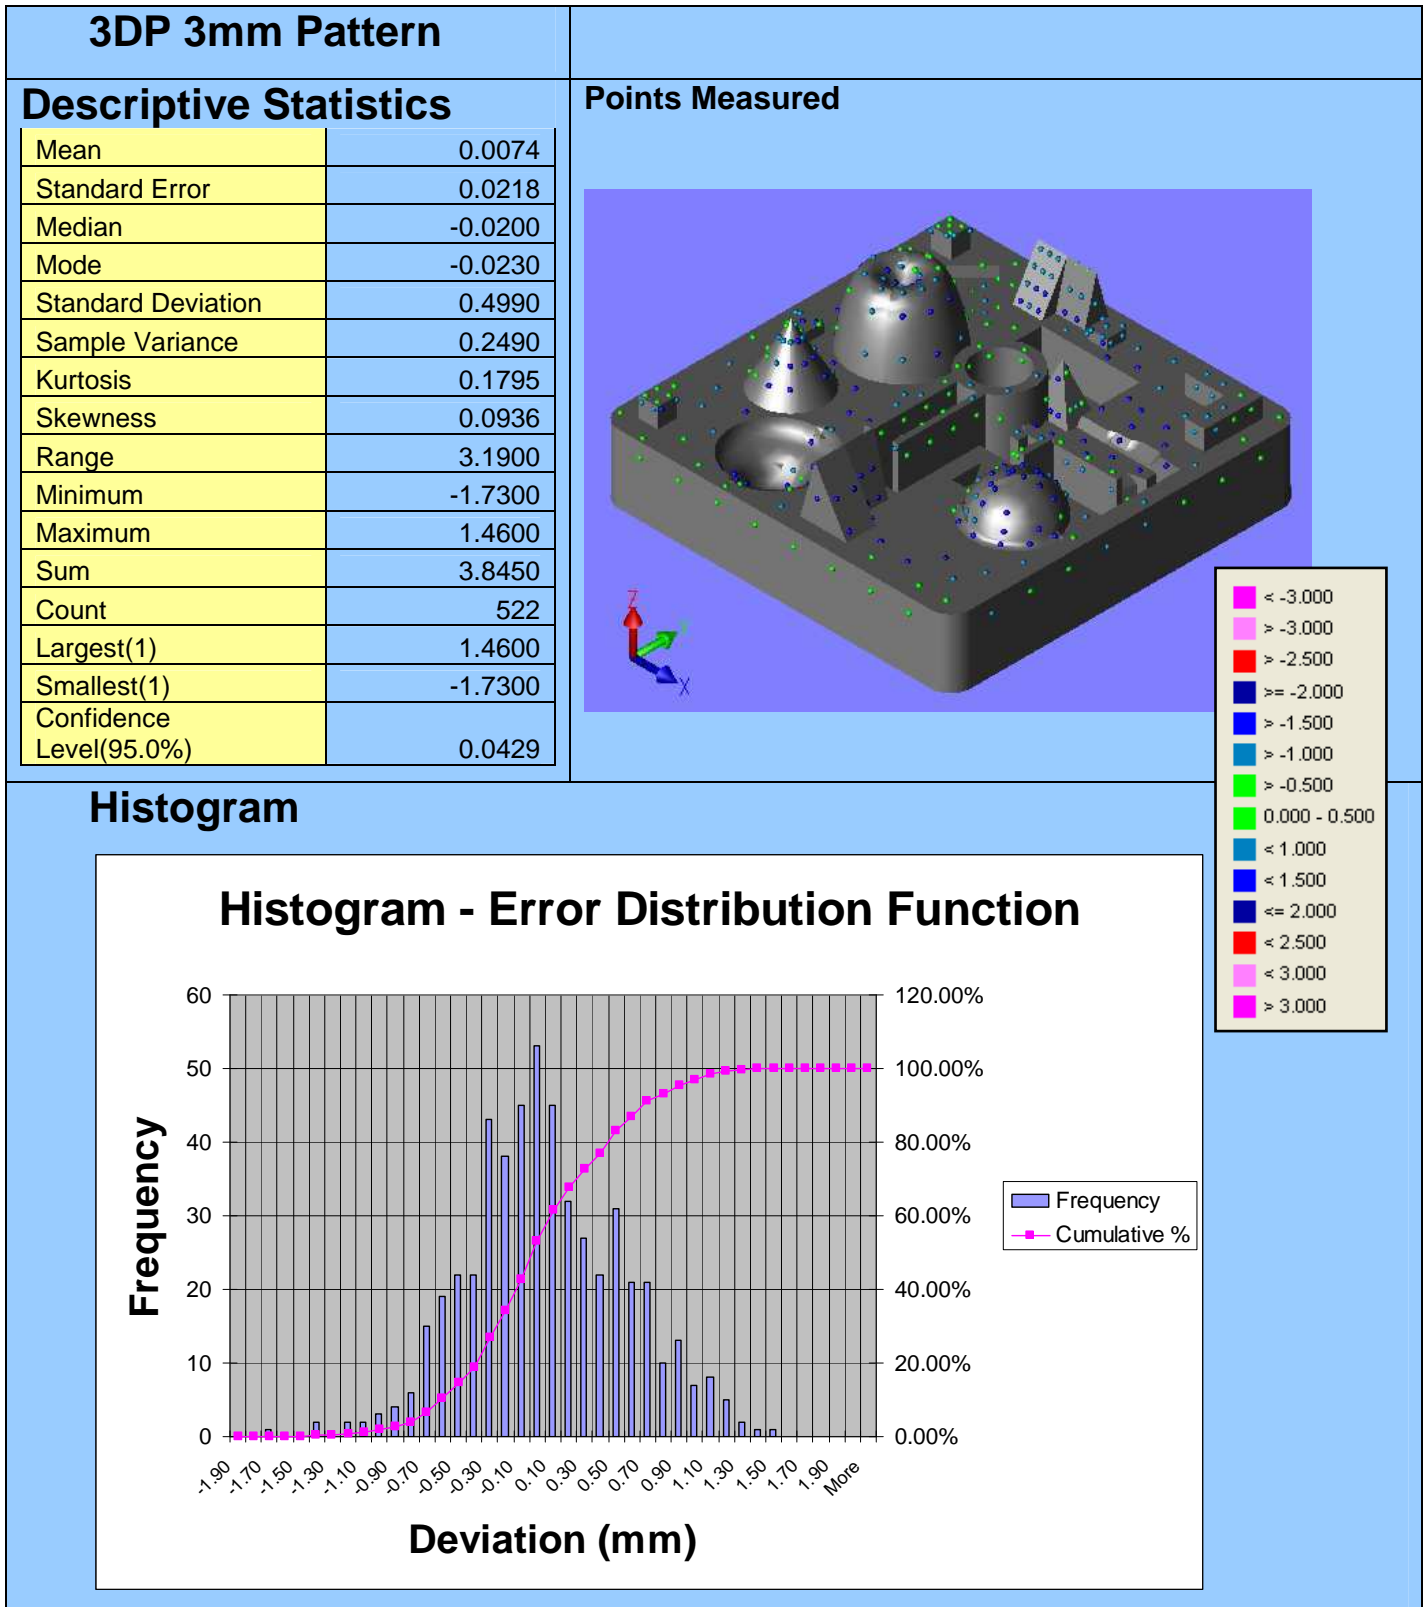 3DP 3mm Pattern
Descriptive Statistics
Mean 0.0074
Standard Error 0.0218
Median -0.0200
Mode -0.0230
Standard Deviation 0.4990
Sample Variance 0.2490
Kurtosis 0.1795
Skewness 0.0936
Range 3.1900
Minimum -1.7300
Maximum 1.4600
Sum 3.8450
Count 522
Largest(1) 1.4600
Smallest(1) -1.7300
Confidence
Level(95.0%) 0.0429
Points Measured
Z
X
< -3.000
> -3.000
> -2.500
>= -2.000
> -1.500
> -1.000
> -0.500
0.000 - 0.500
< 1.000
< 1.500
<= 2.000
< 2.500
< 3.000
> 3.000
Histogram
Histogram - Error Distribution Function
60 120.00%
50 100.00%
40 80.00%
30 60.00%
20 40.00%
10 20.00%
0 0.00%
Frequency
Frequency
Cumulative %
-1.90 -1.70 -1.50 -1.30 -1.10 -0.90 -0.70 -0.50 -0.30 -0.10 0.10 0.30 0.50 0.70 0.90 1.10 1.30 1.50 1.70 1.90 More
Deviation (mm)